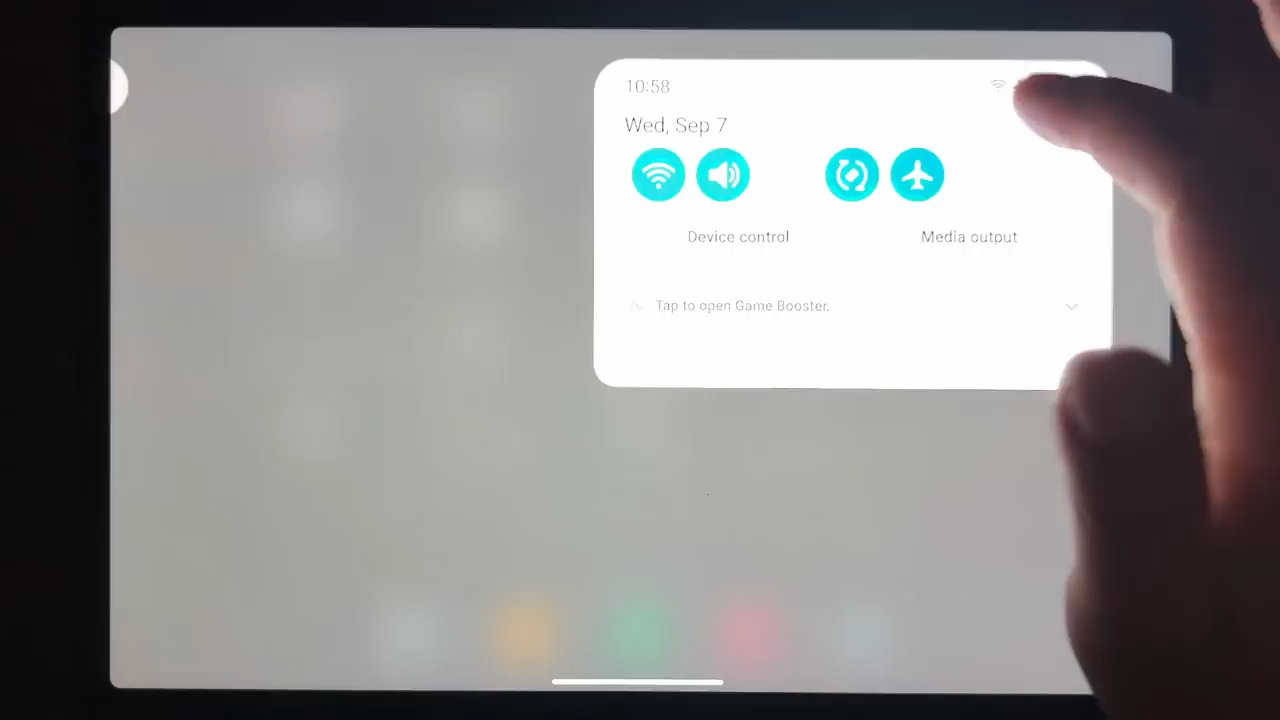 10:58
Wed, Sep 7
Device control
Media output
Tap to open Game Booster.